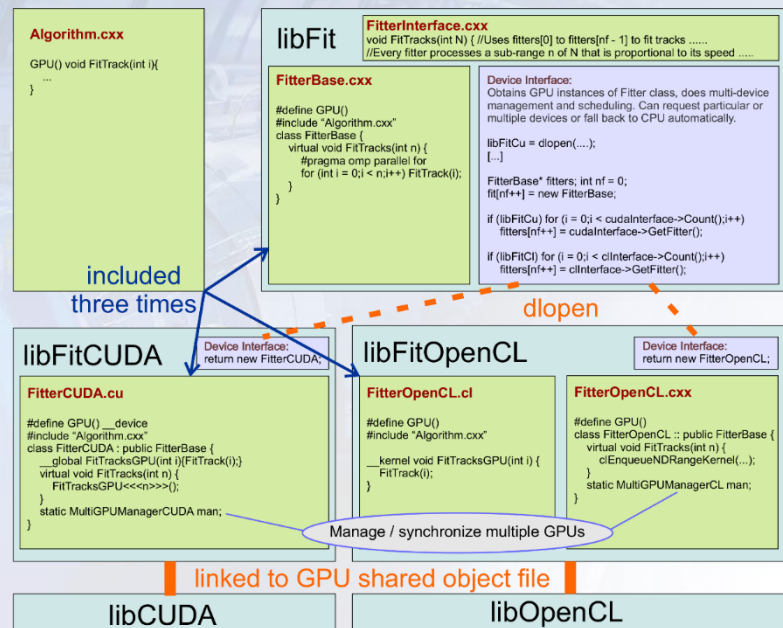 Algorithm.cxx
GPU() void FitTrack(int i){
...
}
libFit
FitterInterface.cxx
void FitTracks(int N) { //Uses fitters[0] to fitters[nf - 1] to fit tracks ......
//Every fitter processes a sub-range n of N that is proportional to its speed .....
FitterBase.cxx
#define GPU()
#include “Algorithm.cxx”
class FitterBase {
virtual void FitTracks(int n) {
#pragma omp parallel for
for (int i = 0;i < n;i++) FitTrack(i);
}
}
Device Interface:
Obtains GPU instances of Fitter class, does multi-device
management and scheduling. Can request particular or
multiple devices or fall back to CPU automatically.
libFitCu = dlopen(....);
[...]
FitterBase* fitters; int nf = 0;
fit[nf++] = new FitterBase;
if (libFitCu) for (i = 0;i < cudaInterface->Count();i++)
fitters[nf++] = cudaInterface->GetFitter();
if (libFitCl) for (i = 0;i < clInterface->Count();i++)
fitters[nf++] = clInterface->GetFitter();
included
three times
dlopen
libFitCUDA
Device Interface:
return new FitterCUDA;
FitterCUDA.cu
#define GPU() __device
#include “Algorithm.cxx”
class FitterCUDA : public FitterBase {
__global FitTracksGPU(int i){FitTrack(i);}
virtual void FitTracks(int n) {
FitTracksGPU<<<n>>>();
}
static MultiGPUManagerCUDA man;
}
libFitOpenCL
Device Interface:
return new FitterOpenCL;
FitterOpenCL.cl
#define GPU()
#include “Algorithm.cxx”
__kernel void FitTracksGPU(int i) {
FitTrack(i);
}
FitterOpenCL.cxx
#define GPU()
class FitterOpenCL :: public FitterBase {
virtual void FitTracks(int n) {
clEnqueueNDRangeKernel(...);
}
static MultiGPUManagerCL man;
}
Manage / synchronize multiple GPUs
linked to GPU shared object file
libCUDA
libOpenCL